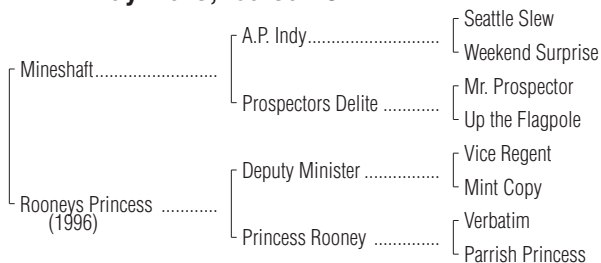 Seattle Slew
A.P. Indy
Weekend Surprise
Mineshaft
Mr. Prospector
Prospectors Delite
Up the Flagpole
Vice Regent
Deputy Minister
Mint Copy
Rooneys Princess
(1996)
Verbatim
Princess Rooney
Parrish Princess